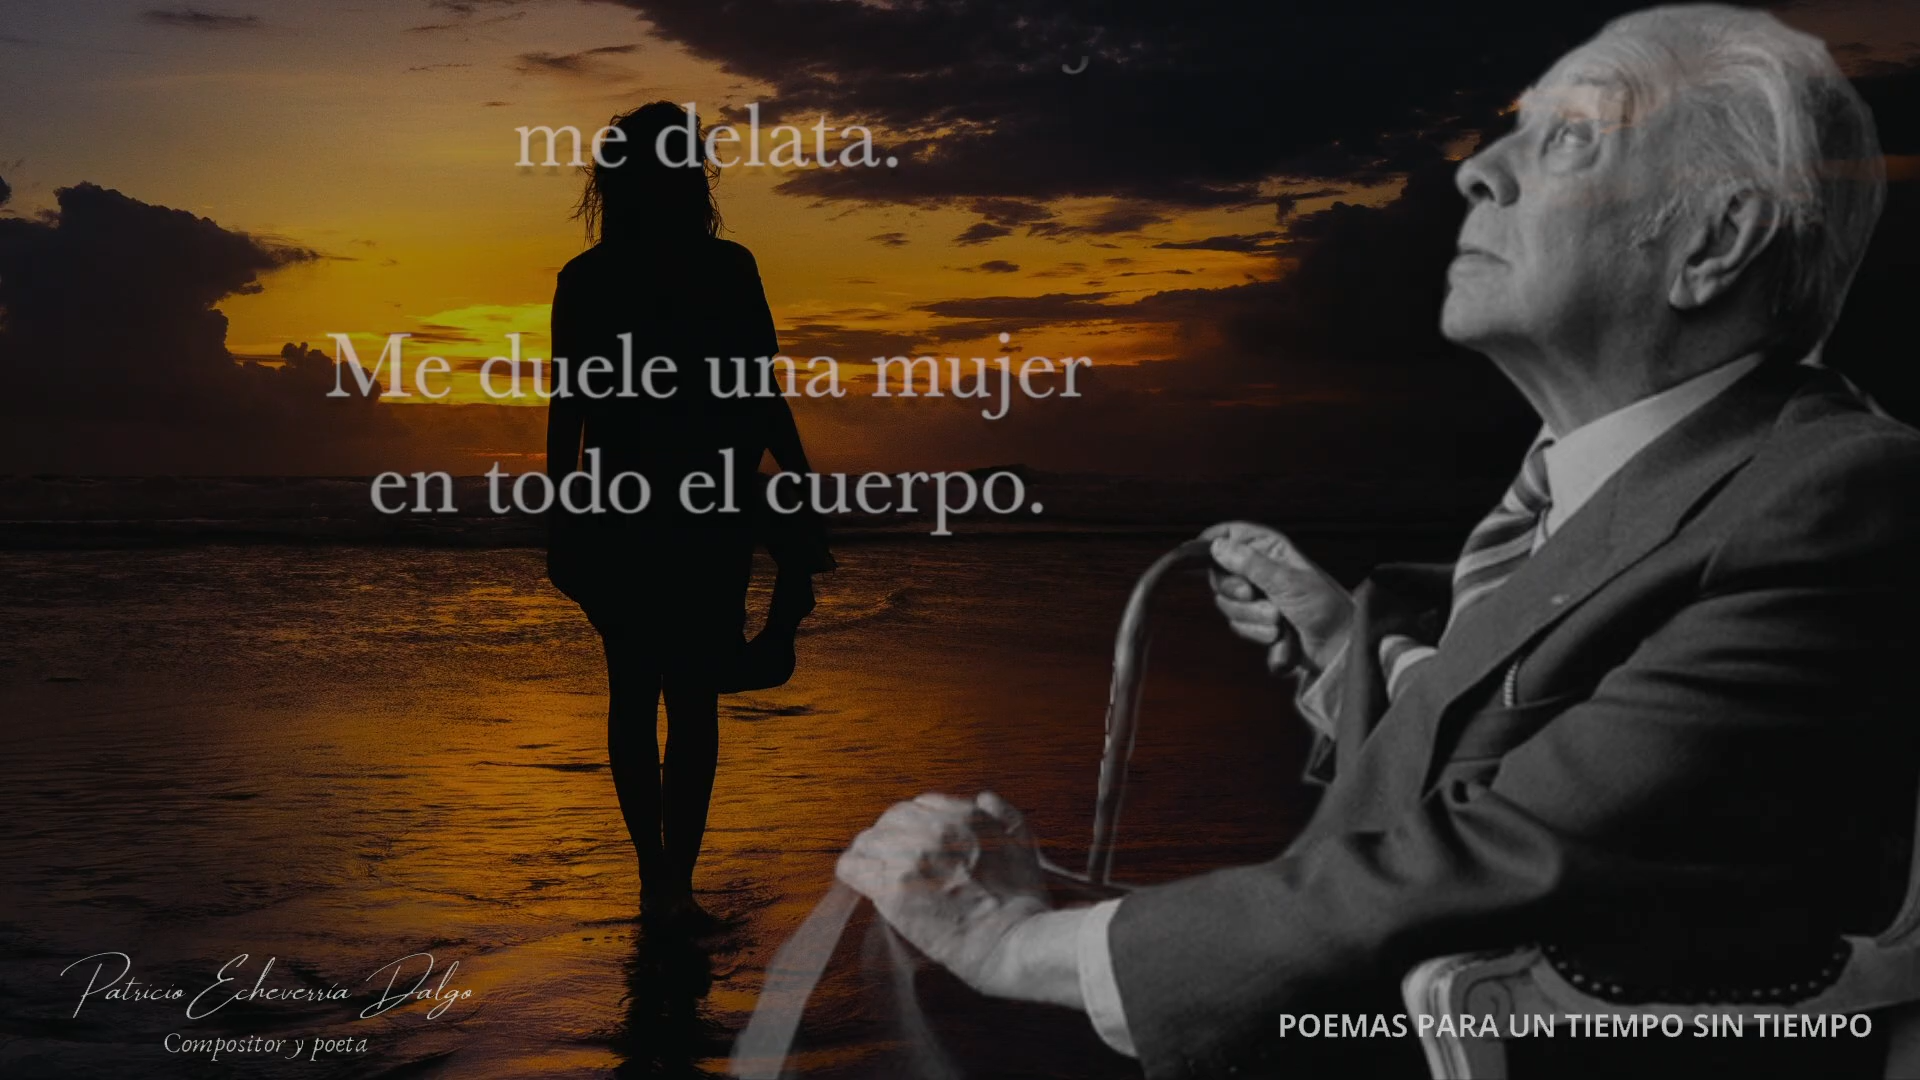 me delata.
Me duele una mujer
en todo el cuerpo.
Patricio Echeverría Dalgo
Compositor y poeta
POEMAS PARA UN TIEMPO SIN TIEMPO